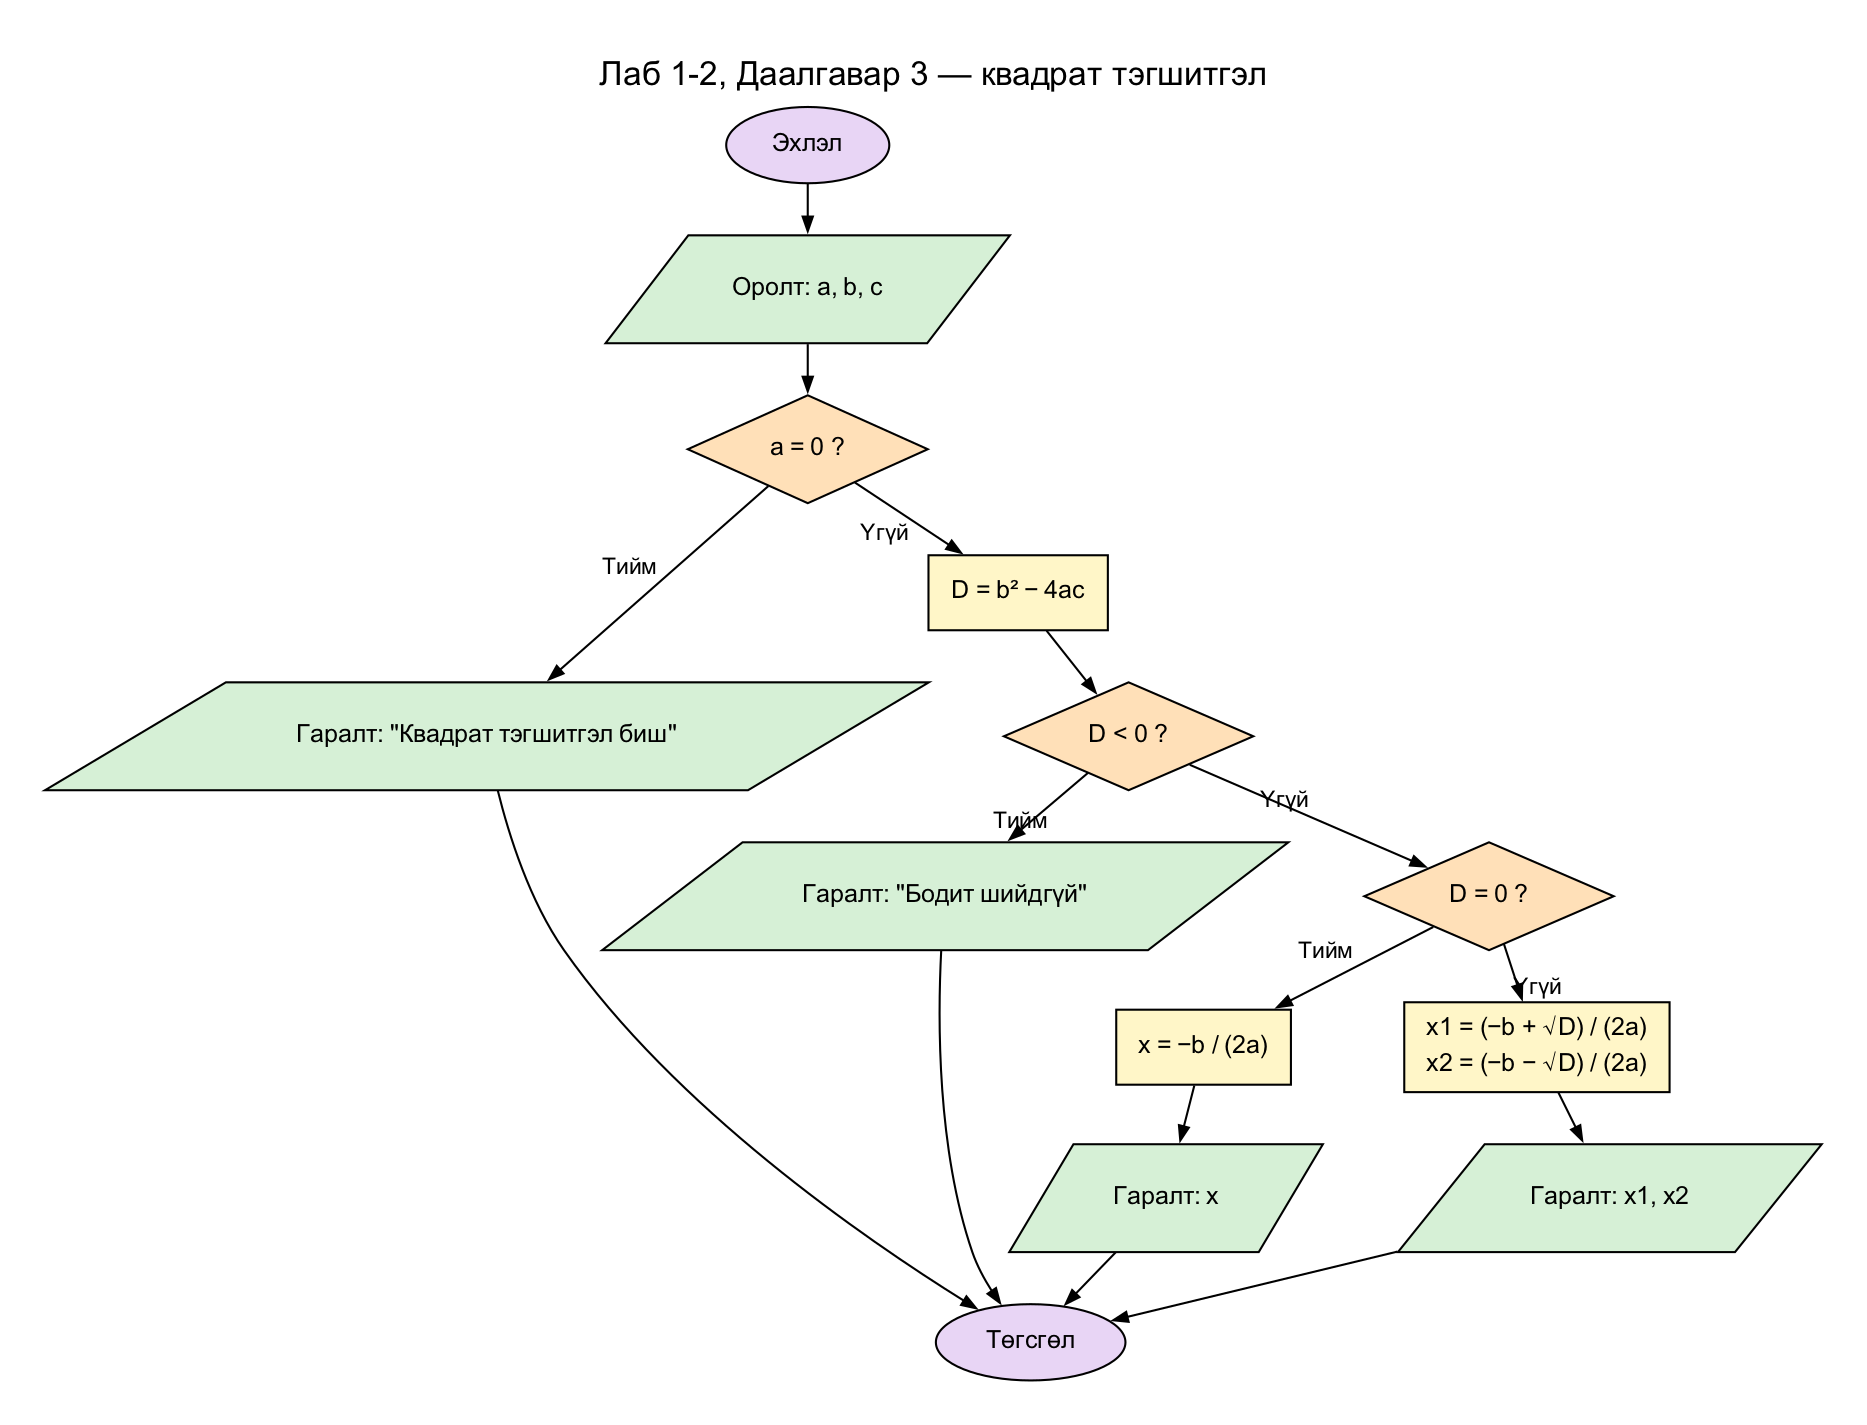 Лаб 1-2, Даалгавар 3 — квадрат тэгшитгэл
Эхлэл
Оролт: a, b, c
a = 0 ?
Үгүй
Тийм
D = b² − 4ac
Гаралт: "Квадрат тэгшитгэл биш"
D < 0 ?
Үгүй
Тийм
Гаралт: "Бодит шийдгүй"
D = 0 ?
Тийм
Үгүй
x = −b / (2a)
x1 = (−b + √D) / (2a)
x2 = (−b − √D) / (2a)
Гаралт: x
Гаралт: x1, x2
Төгсгөл